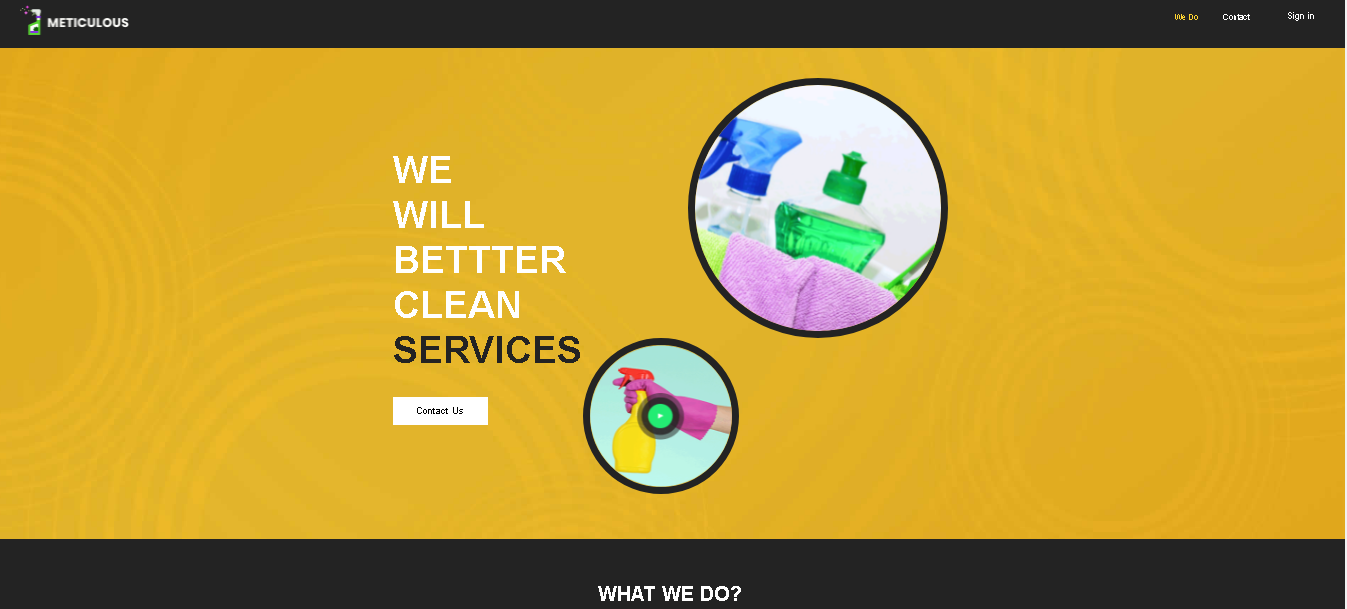 METICULOUS
We Do Contact Sign in
WE
WILL
BETTTER
CLEAN
SERVICES
Contact Us
WHAT WE DO?